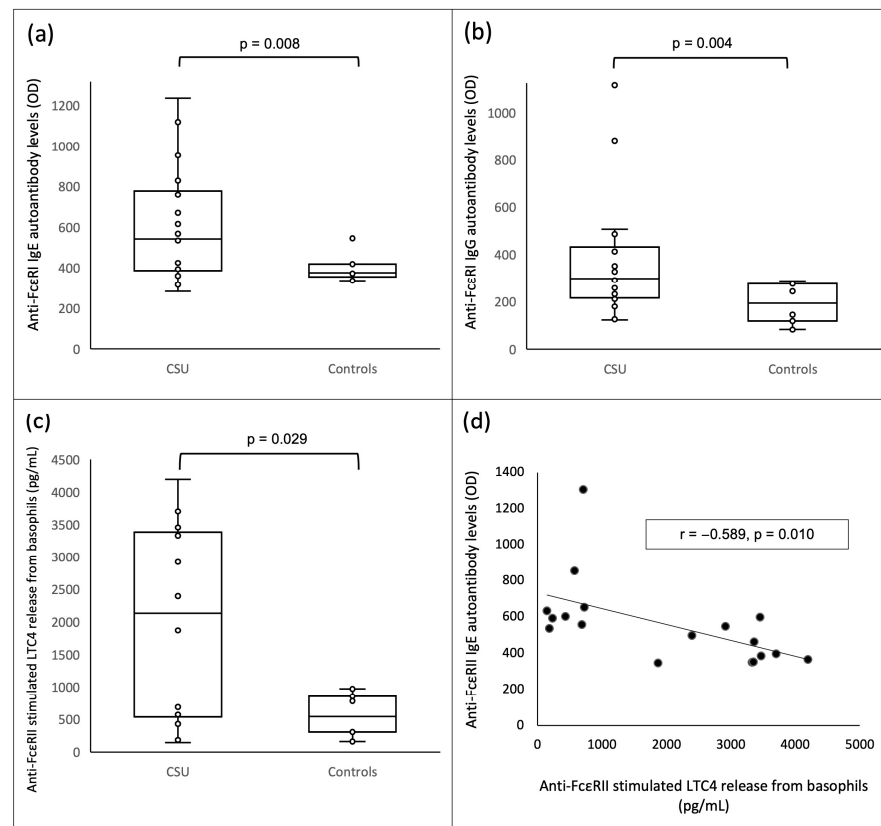 (a)
p = 0.008
Anti-FcεRI IgE autoantibody levels (OD)
1200
1000
800
600
400
200
0
CSU Controls
(b)
p = 0.004
Anti-FcεRI IgG autoantibody levels (OD)
1000
800
600
400
200
0
CSU Controls
(c)
p = 0.029
Anti-FcεRII stimulated LTC4 release from basophils (pg/mL)
4500
4000
3500
3000
2500
2000
1500
1000
500
0
CSU Controls
(d)
Anti-FcεRII IgE autoantibody levels (OD)
1400
1200
1000
800
600
400
200
0
r = −0.589, p = 0.010
0 1000 2000 3000 4000 5000
Anti-FcεRII stimulated LTC4 release from basophils
(pg/mL)